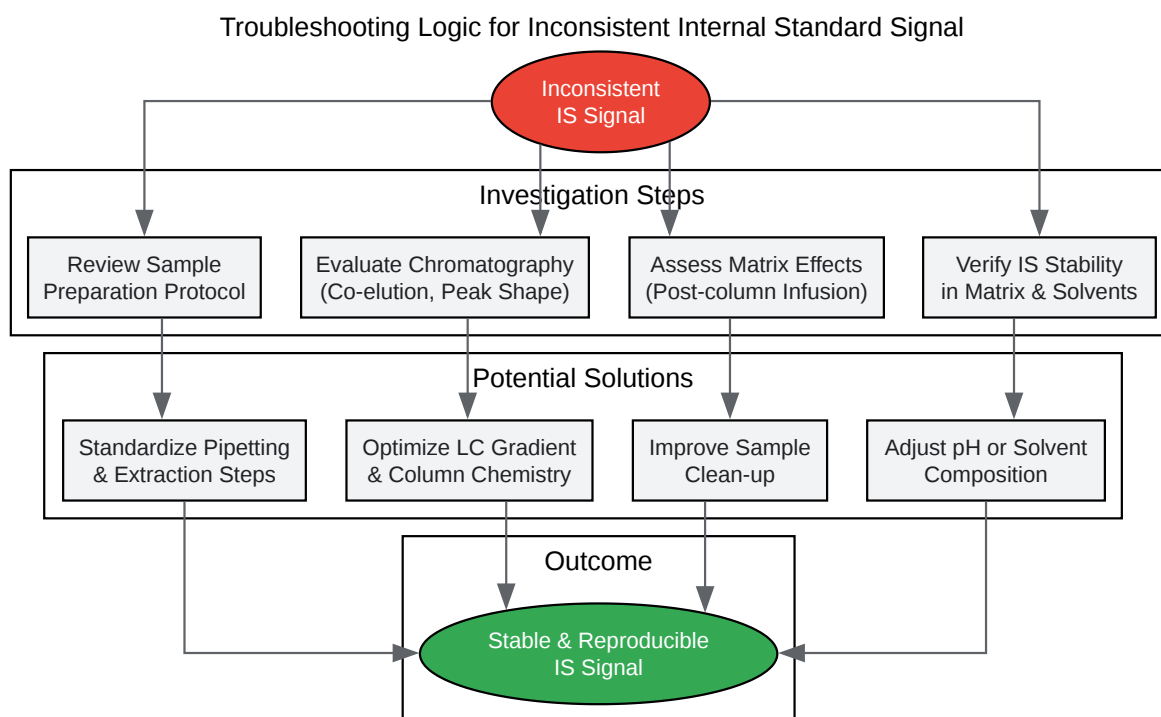 Troubleshooting Logic for Inconsistent Internal Standard Signal
Inconsistent
IS Signal
Investigation Steps
Review Sample
Preparation Protocol
Evaluate Chromatography
(Co-elution, Peak Shape)
Assess Matrix Effects
(Post-column Infusion)
Verify IS Stability
in Matrix & Solvents
Potential Solutions
Standardize Pipetting
& Extraction Steps
Optimize LC Gradient
& Column Chemistry
Improve Sample
Clean-up
Adjust pH or Solvent
Composition
Outcome
Stable & Reproducible
IS Signal